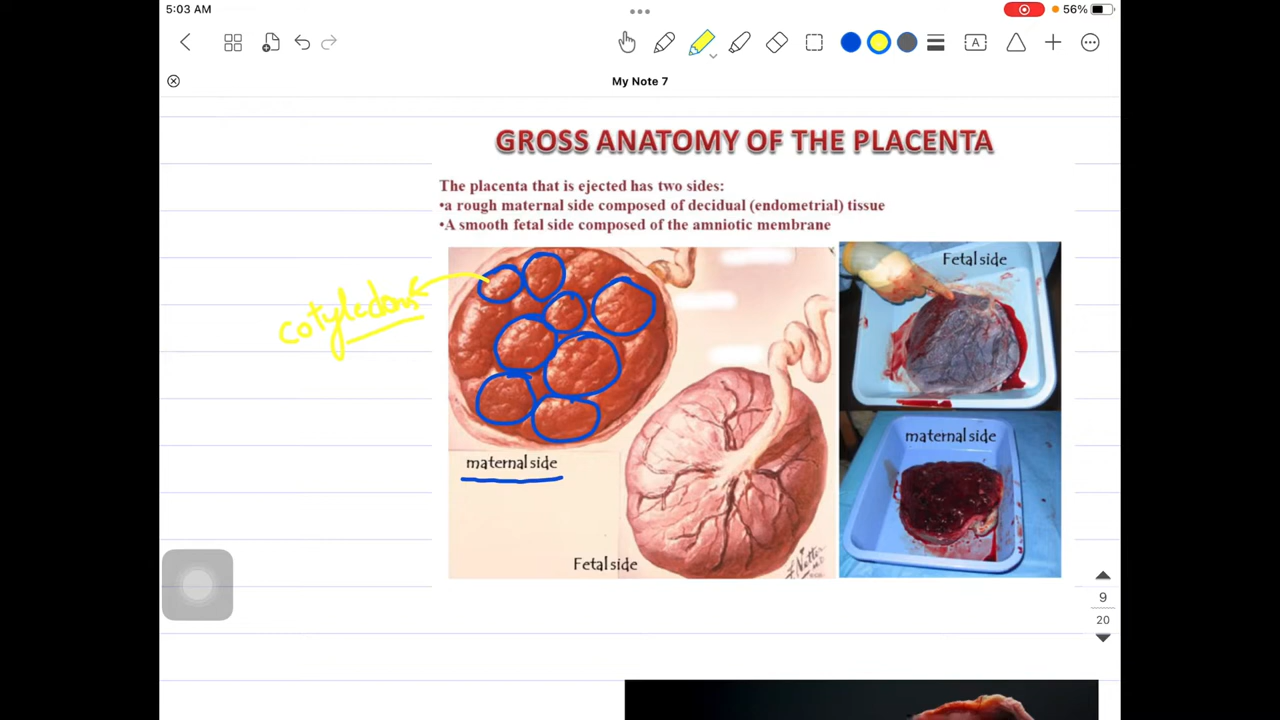 5:03 AM
56%
A
My Note 7
GROSS ANATOMY OF THE PLACENTA
The placenta that is ejected has two sides:
•a rough maternal side composed of decidual (endometrial) tissue
•A smooth fetal side composed of the amniotic membrane
Fetal side
cotyledons
maternal side
maternal side
Fetal side
F. Netter
M.D.
9
20